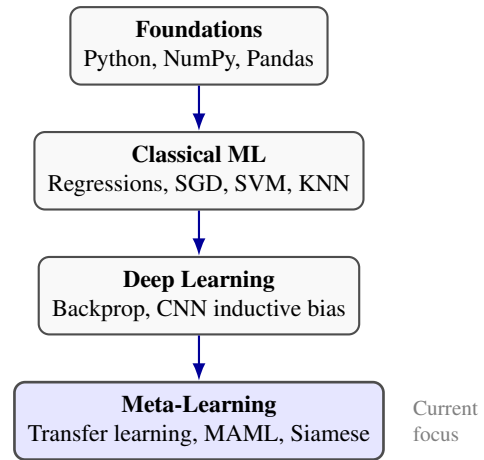 Foundations
Python, NumPy, Pandas
Classical ML
Regressions, SGD, SVM, KNN
Deep Learning
Backprop, CNN inductive bias
Meta-Learning
Transfer learning, MAML, Siamese
Current
focus